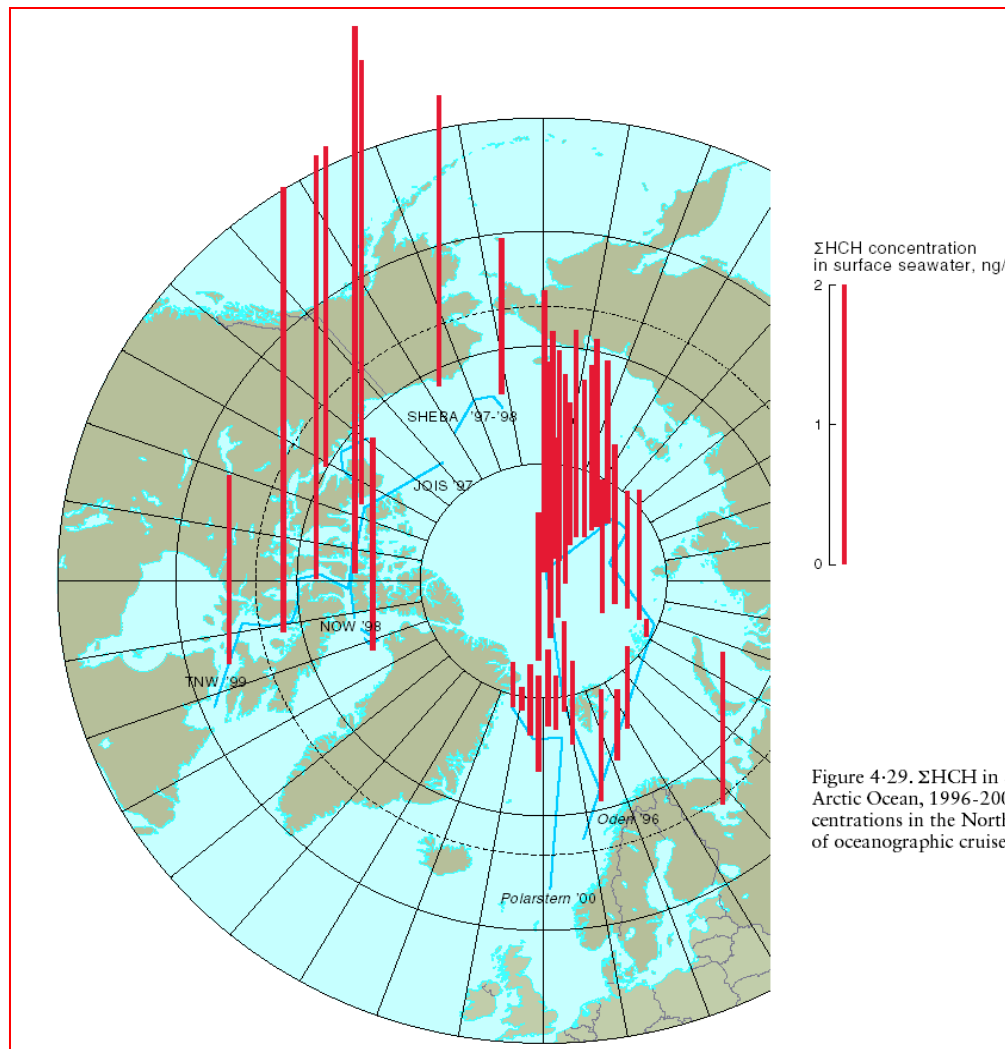 ΣHCH concentration
in surface seawater, ng/
2
1
0
SHEBA '97-'98
JOIS '97
NOW '98
TNW '99
Oden '96
Polarstern '00
Figure 4·29. ΣHCH in
Arctic Ocean, 1996-200
centrations in the North
of oceanographic cruise